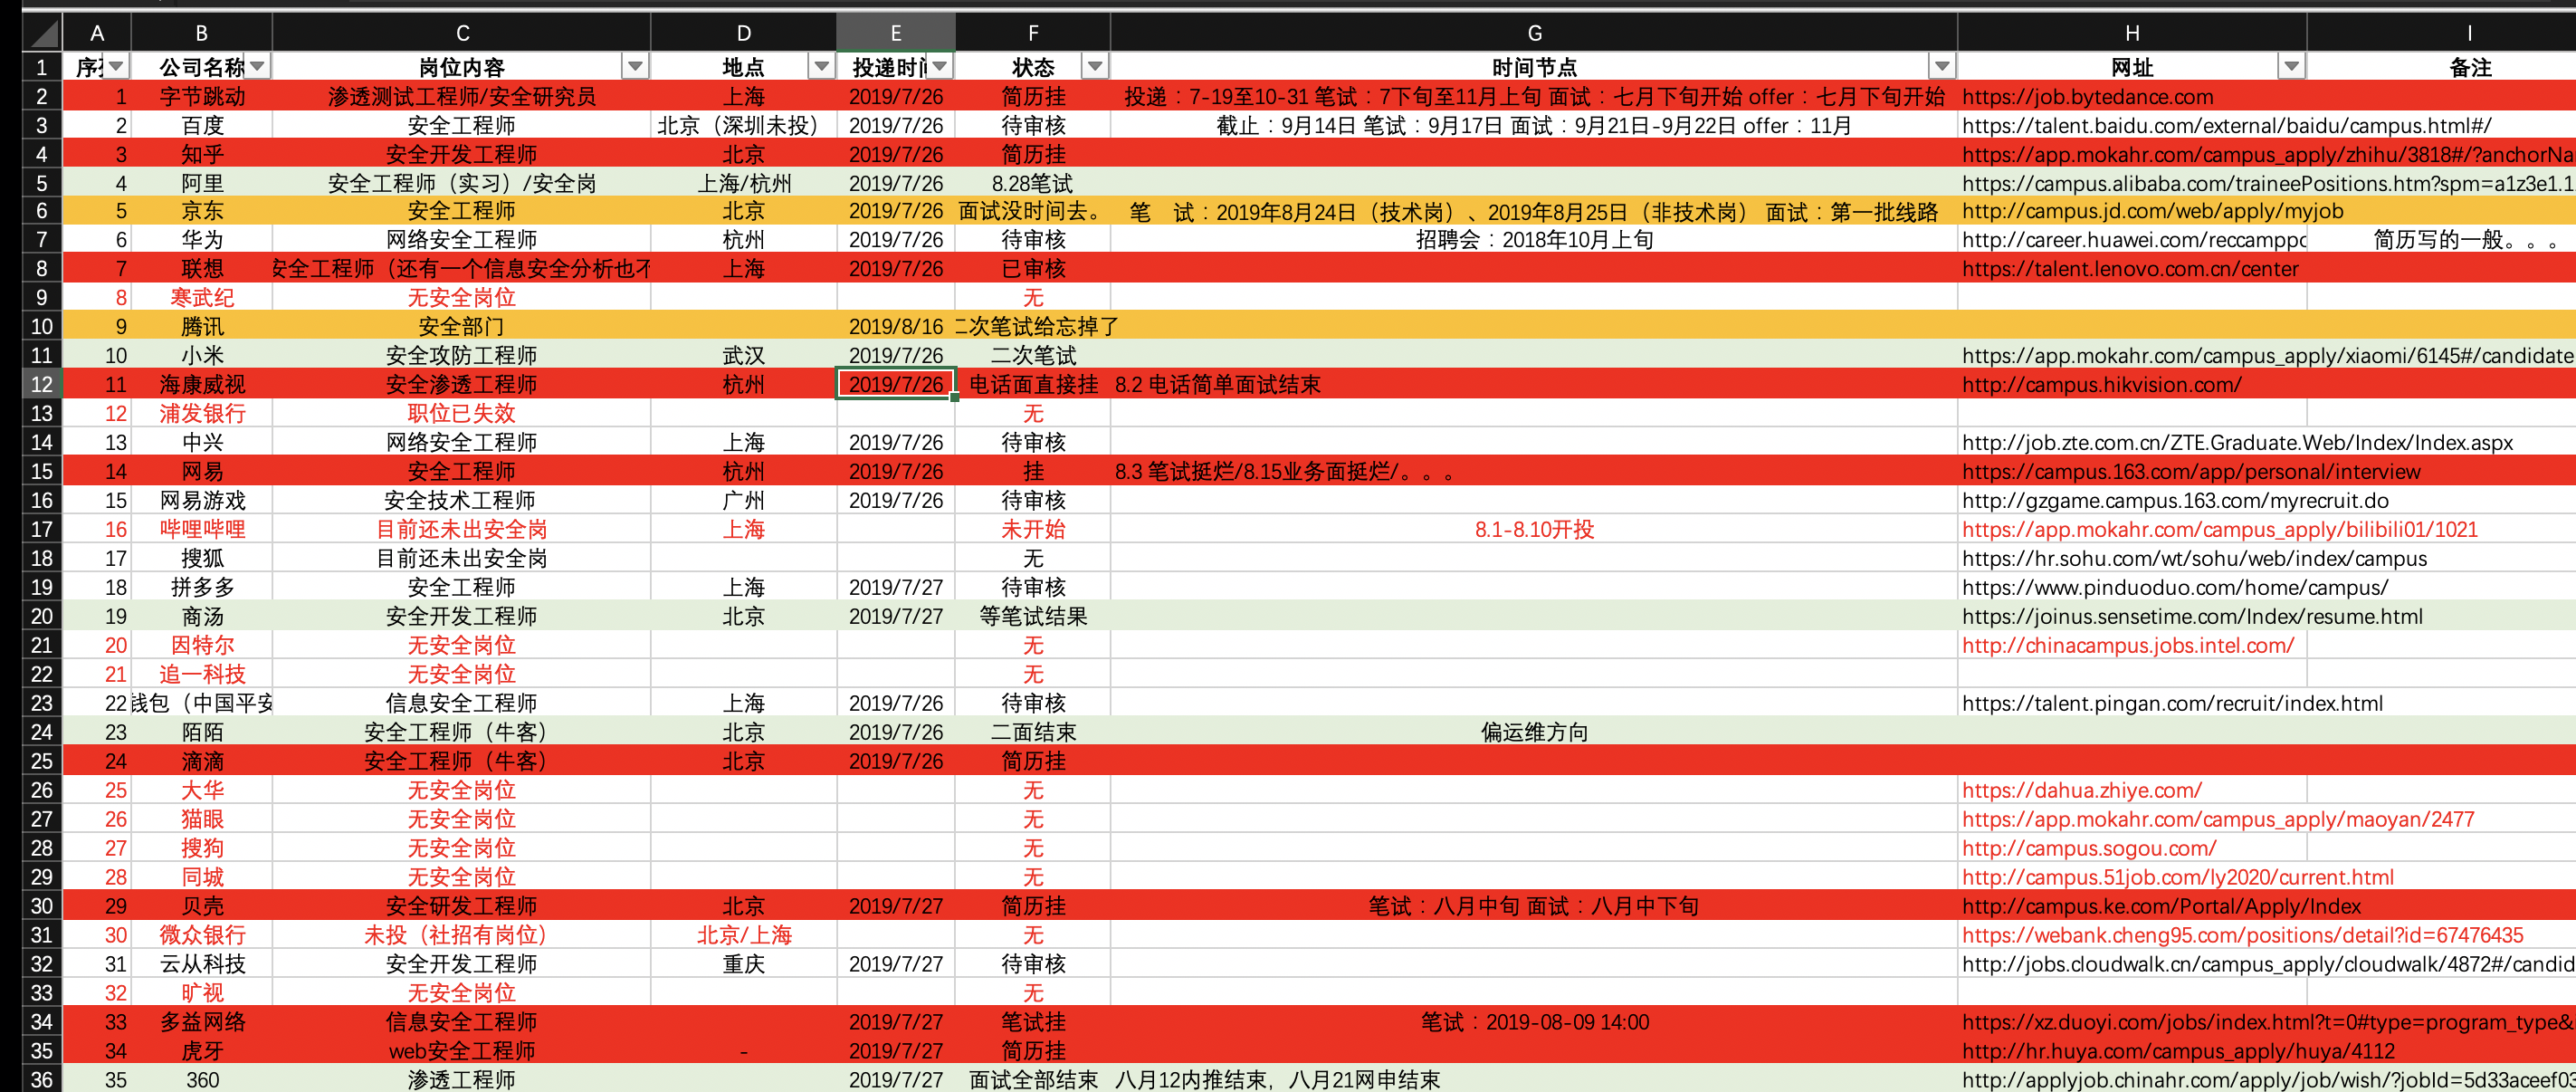 A B C D E F G H I
1 序 公司名称 岗位内容 地点 投递时间 状态 时间节点 网址 备注
2 1 字节跳动 渗透测试工程师/安全研究员 上海 2019/7/26 简历挂 投递：7-19至10-31 笔试：7下旬至11月上旬 面试：七月下旬开始 offer：七月下旬开始 https://job.bytedance.com
3 2 百度 安全工程师 北京（深圳未投） 2019/7/26 待审核 截止：9月14日 笔试：9月17日 面试：9月21日-9月22日 offer：11月 https://talent.baidu.com/external/baidu/campus.html#/
4 3 知乎 安全开发工程师 北京 2019/7/26 简历挂 https://app.mokahr.com/campus_apply/zhihu/3818#/?anchorNa
5 4 阿里 安全工程师（实习）/安全岗 上海/杭州 2019/7/26 8.28笔试 https://campus.alibaba.com/traineePositions.htm?spm=a1z3e1.1
6 5 京东 安全工程师 北京 2019/7/26 面试没时间去。 笔 试：2019年8月24日（技术岗）、2019年8月25日（非技术岗） 面试：第一批线路 http://campus.jd.com/web/apply/myjob
7 6 华为 网络安全工程师 杭州 2019/7/26 待审核 招聘会：2018年10月上旬 http://career.huawei.com/reccamppo 简历写的一般。。。
8 7 联想 安全工程师（还有一个信息安全分析也不 上海 2019/7/26 已审核 https://talent.lenovo.com.cn/center
9 8 寒武纪 无安全岗位 无
10 9 腾讯 安全部门 2019/8/16 二次笔试给忘掉了
11 10 小米 安全攻防工程师 武汉 2019/7/26 二次笔试 https://app.mokahr.com/campus_apply/xiaomi/6145#/candidate
12 11 海康威视 安全渗透工程师 杭州 2019/7/26 电话面直接挂 8.2 电话简单面试结束 http://campus.hikvision.com/
13 12 浦发银行 职位已失效 无
14 13 中兴 网络安全工程师 上海 2019/7/26 待审核 http://job.zte.com.cn/ZTE.Graduate.Web/Index/Index.aspx
15 14 网易 安全工程师 杭州 2019/7/26 挂 8.3 笔试挺烂/8.15业务面挺烂/。。。 https://campus.163.com/app/personal/interview
16 15 网易游戏 安全技术工程师 广州 2019/7/26 待审核 http://gzgame.campus.163.com/myrecruit.do
17 16 哔哩哔哩 目前还未出安全岗 上海 未开始 8.1-8.10开投 https://app.mokahr.com/campus_apply/bilibili01/1021
18 17 搜狐 目前还未出安全岗 无 https://hr.sohu.com/wt/sohu/web/index/campus
19 18 拼多多 安全工程师 上海 2019/7/27 待审核 https://www.pinduoduo.com/home/campus/
20 19 商汤 安全开发工程师 北京 2019/7/27 等笔试结果 https://joinus.sensetime.com/Index/resume.html
21 20 因特尔 无安全岗位 无 http://chinacampus.jobs.intel.com/
22 21 追一科技 无安全岗位 无
23 22 钱包（中国平安 信息安全工程师 上海 2019/7/26 待审核 https://talent.pingan.com/recruit/index.html
24 23 陌陌 安全工程师（牛客） 北京 2019/7/26 二面结束 偏运维方向
25 24 滴滴 安全工程师（牛客） 北京 2019/7/26 简历挂
26 25 大华 无安全岗位 无 https://dahua.zhiye.com/
27 26 猫眼 无安全岗位 无 https://app.mokahr.com/campus_apply/maoyan/2477
28 27 搜狗 无安全岗位 无 http://campus.sogou.com/
29 28 同城 无安全岗位 无 http://campus.51job.com/ly2020/current.html
30 29 贝壳 安全研发工程师 北京 2019/7/27 简历挂 笔试：八月中旬 面试：八月中下旬 http://campus.ke.com/Portal/Apply/Index
31 30 微众银行 未投（社招有岗位） 北京/上海 无 https://webank.cheng95.com/positions/detail?id=67476435
32 31 云从科技 安全开发工程师 重庆 2019/7/27 待审核 http://jobs.cloudwalk.cn/campus_apply/cloudwalk/4872#/candid
33 32 旷视 无安全岗位 无
34 33 多益网络 信息安全工程师 2019/7/27 笔试挂 笔试：2019-08-09 14:00 https://xz.duoyi.com/jobs/index.html?t=0#type=program_type&
35 34 虎牙 web安全工程师 - 2019/7/27 简历挂 http://hr.huya.com/campus_apply/huya/4112
36 35 360 渗透工程师 2019/7/27 面试全部结束 八月12内推结束，八月21网申结束 http://applyjob.chinahr.com/apply/job/wish/?jobId=5d33aceef03